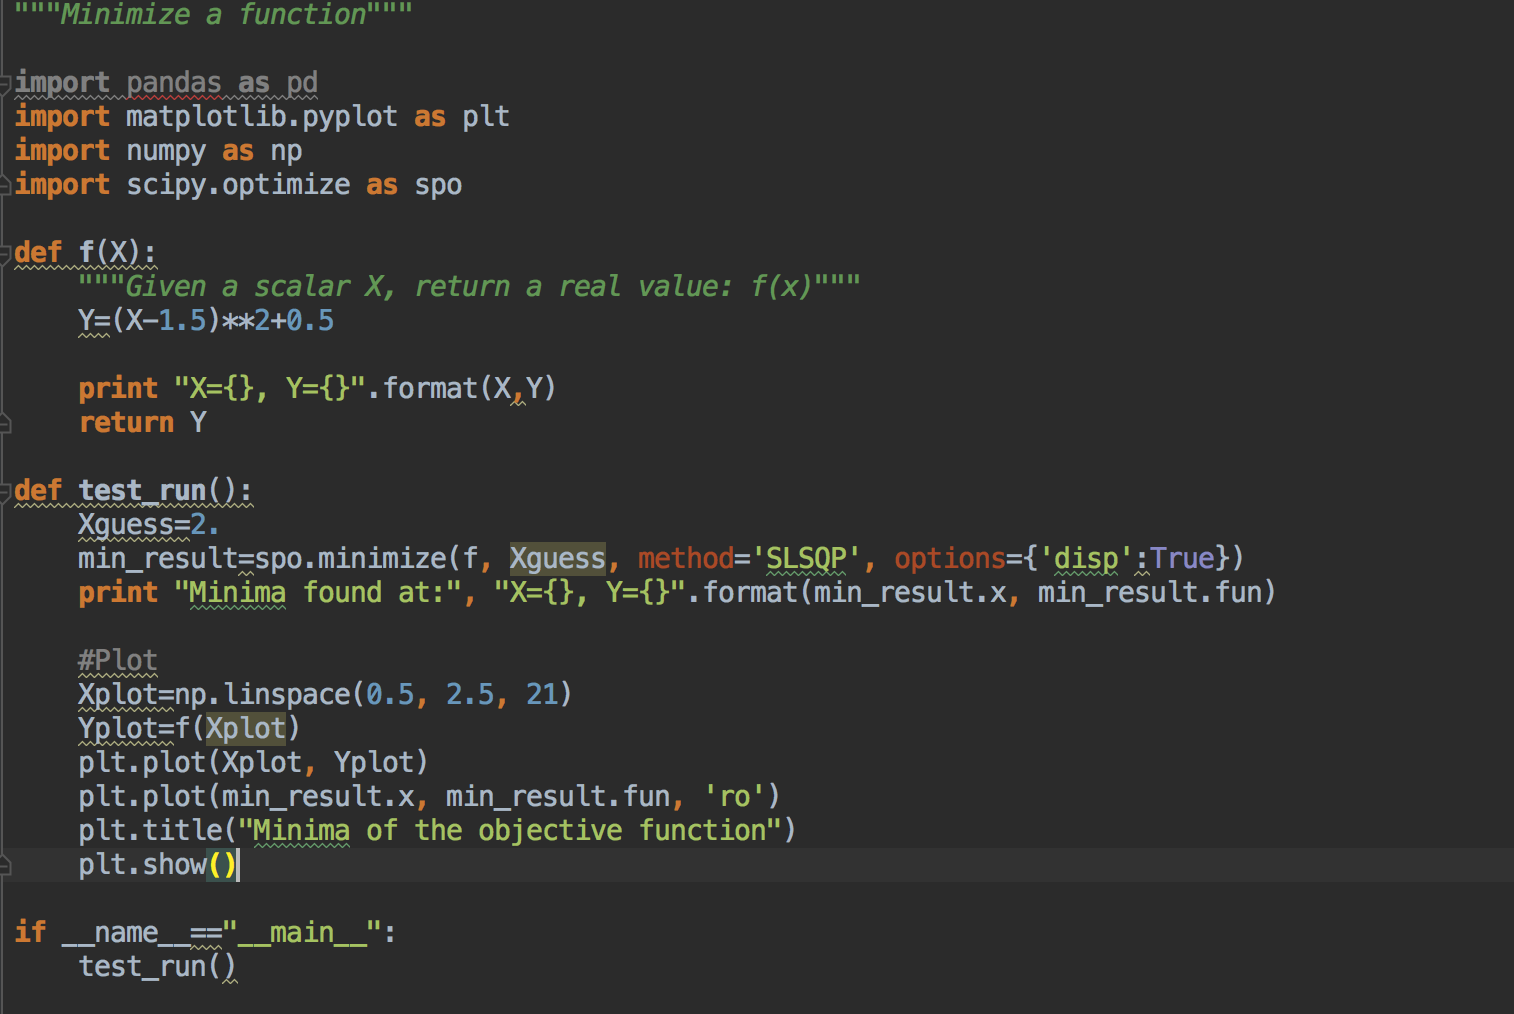 """Minimize a function"""
import pandas as pd
import matplotlib.pyplot as plt
import numpy as np
import scipy.optimize as spo
def f(X):
    """Given a scalar X, return a real value: f(x)"""
    Y=(X-1.5)**2+0.5
    print "X={}, Y={}".format(X,Y)
    return Y
def test_run():
    Xguess=2.
    min_result=spo.minimize(f, Xguess, method='SLSQP', options={'disp':True})
    print "Minima found at:", "X={}, Y={}".format(min_result.x, min_result.fun)
    #Plot
    Xplot=np.linspace(0.5, 2.5, 21)
    Yplot=f(Xplot)
    plt.plot(Xplot, Yplot)
    plt.plot(min_result.x, min_result.fun, 'ro')
    plt.title("Minima of the objective function")
    plt.show()
if __name__=="__main__":
    test_run()